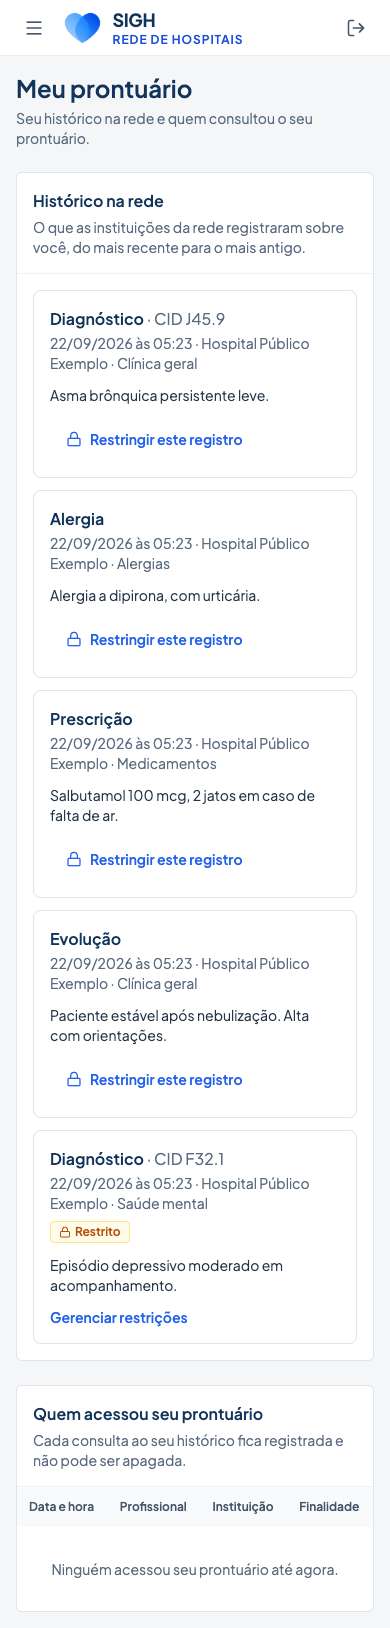 SIGH
REDE DE HOSPITAIS
Meu prontuário
Seu histórico na rede e quem consultou o seu
prontuário.
Histórico na rede
O que as instituições da rede registraram sobre
você, do mais recente para o mais antigo.
Diagnóstico · CID J45.9
22/09/2026 às 05:23 · Hospital Público
Exemplo · Clínica geral
Asma brônquica persistente leve.
Restringir este registro
Alergia
22/09/2026 às 05:23 · Hospital Público
Exemplo · Alergias
Alergia a dipirona, com urticária.
Restringir este registro
Prescrição
22/09/2026 às 05:23 · Hospital Público
Exemplo · Medicamentos
Salbutamol 100 mcg, 2 jatos em caso de
falta de ar.
Restringir este registro
Evolução
22/09/2026 às 05:23 · Hospital Público
Exemplo · Clínica geral
Paciente estável após nebulização. Alta
com orientações.
Restringir este registro
Diagnóstico · CID F32.1
22/09/2026 às 05:23 · Hospital Público
Exemplo · Saúde mental
Restrito
Episódio depressivo moderado em
acompanhamento.
Gerenciar restrições
Quem acessou seu prontuário
Cada consulta ao seu histórico fica registrada e
não pode ser apagada.
Data e hora Profissional Instituição Finalidade
Ninguém acessou seu prontuário até agora.